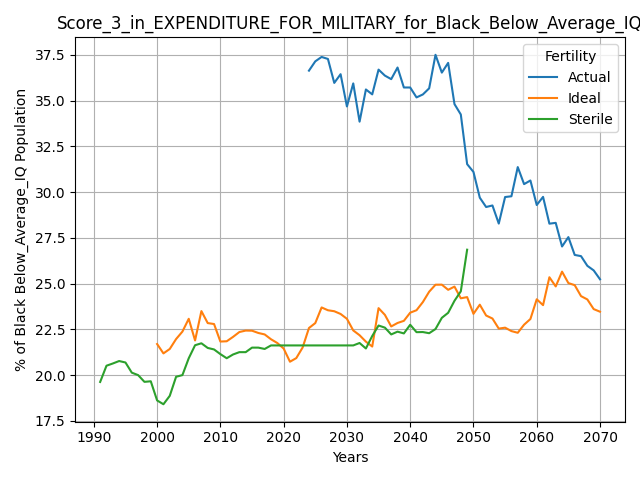 Score_3_in_EXPENDITURE_FOR_MILITARY_for_Black_Below_Average_IQ
37.5
35.0
32.5
30.0
27.5
25.0
22.5
20.0
17.5
% of Black Below_Average_IQ Population
Fertility
Actual
Ideal
Sterile
1990 2000 2010 2020 2030 2040 2050 2060 2070
Years